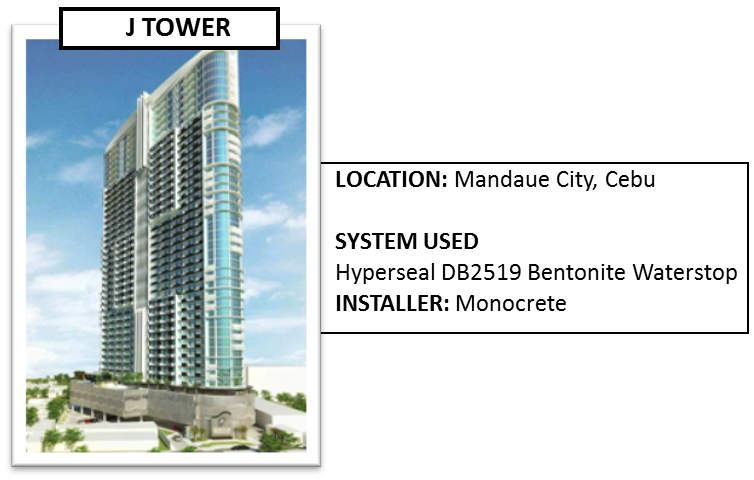 J TOWER
LOCATION: Mandaue City, Cebu
SYSTEM USED
Hyperseal DB2519 Bentonite Waterstop
INSTALLER: Monocrete